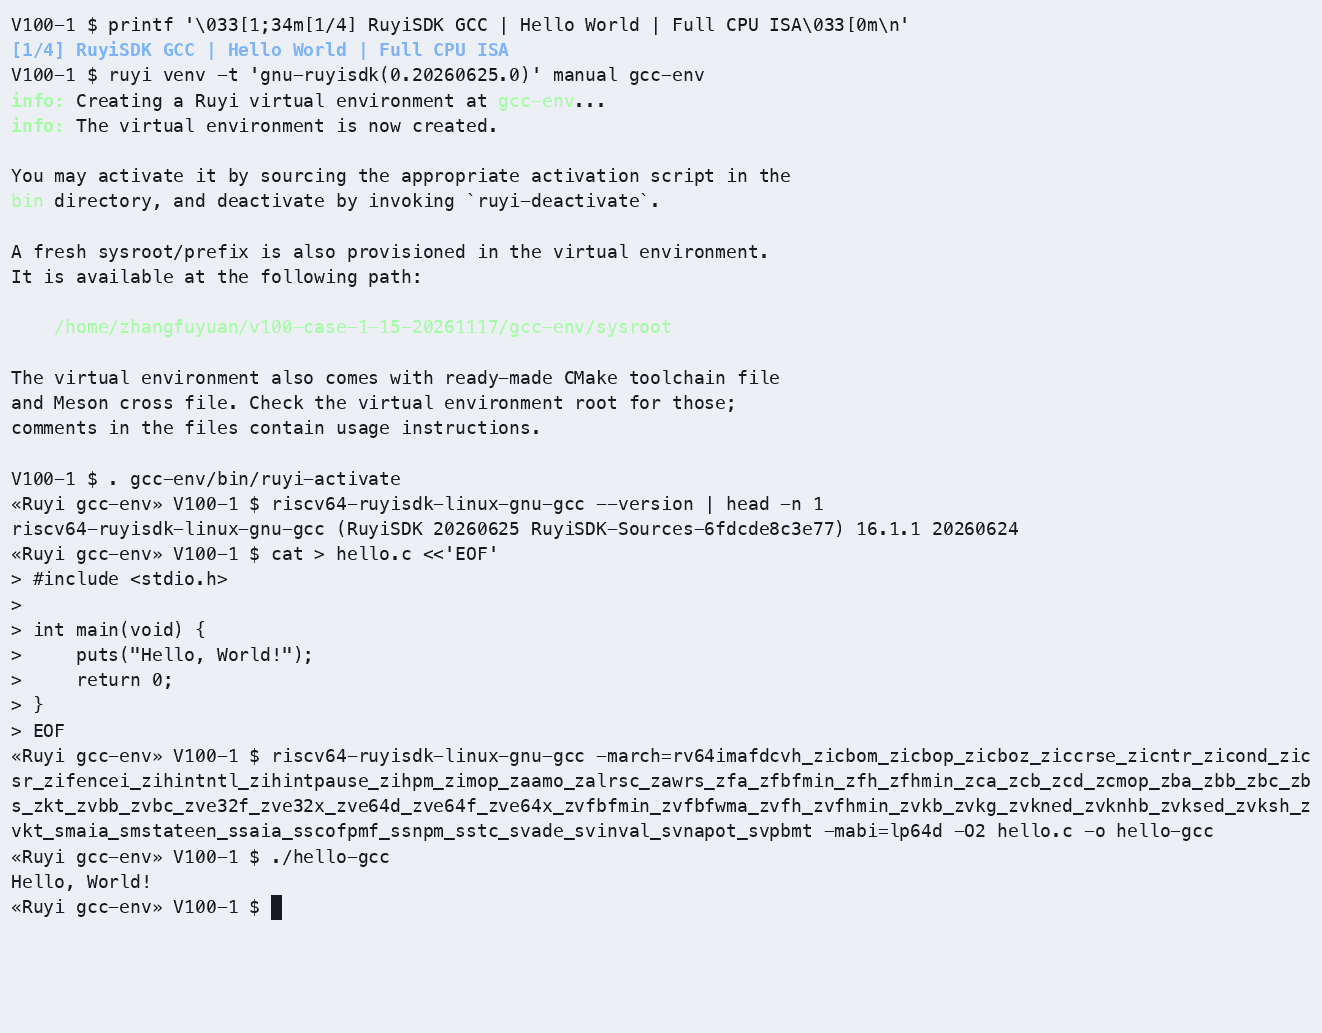 V100-1 $ printf '\033[1;34m[1/4] RuyiSDK GCC | Hello World | Full CPU ISA\033[0m\n'
[1/4] RuyiSDK GCC | Hello World | Full CPU ISA
V100-1 $ ruyi venv -t 'gnu-ruyisdk(0.20260625.0)' manual gcc-env
info: Creating a Ruyi virtual environment at gcc-env...
info: The virtual environment is now created.

You may activate it by sourcing the appropriate activation script in the
bin directory, and deactivate by invoking `ruyi-deactivate`.

A fresh sysroot/prefix is also provisioned in the virtual environment.
It is available at the following path:

    /home/zhangfuyuan/v100-case-1-15-20261117/gcc-env/sysroot

The virtual environment also comes with ready-made CMake toolchain file
and Meson cross file. Check the virtual environment root for those;
comments in the files contain usage instructions.

V100-1 $ . gcc-env/bin/ruyi-activate
«Ruyi gcc-env» V100-1 $ riscv64-ruyisdk-linux-gnu-gcc --version | head -n 1
riscv64-ruyisdk-linux-gnu-gcc (RuyiSDK 20260625 RuyiSDK-Sources-6fdcde8c3e77) 16.1.1 20260624
«Ruyi gcc-env» V100-1 $ cat > hello.c <<'EOF'
> #include <stdio.h>
>
> int main(void) {
>     puts("Hello, World!");
>     return 0;
> }
> EOF
«Ruyi gcc-env» V100-1 $ riscv64-ruyisdk-linux-gnu-gcc -march=rv64imafdcvh_zicbom_zicbop_zicboz_ziccrse_zicntr_zicond_zic
sr_zifencei_zihintntl_zihintpause_zihpm_zimop_zaamo_zalrsc_zawrs_zfa_zfbfmin_zfh_zfhmin_zca_zcb_zcd_zcmop_zba_zbb_zbc_zb
s_zkt_zvbb_zvbc_zve32f_zve32x_zve64d_zve64f_zve64x_zvfbfmin_zvfbfwma_zvfh_zvfhmin_zvkb_zvkg_zvkned_zvknhb_zvksed_zvksh_z
vkt_smaia_smstateen_ssaia_sscofpmf_ssnpm_sstc_svade_svinval_svnapot_svpbmt -mabi=lp64d -O2 hello.c -o hello-gcc
«Ruyi gcc-env» V100-1 $ ./hello-gcc
Hello, World!
«Ruyi gcc-env» V100-1 $